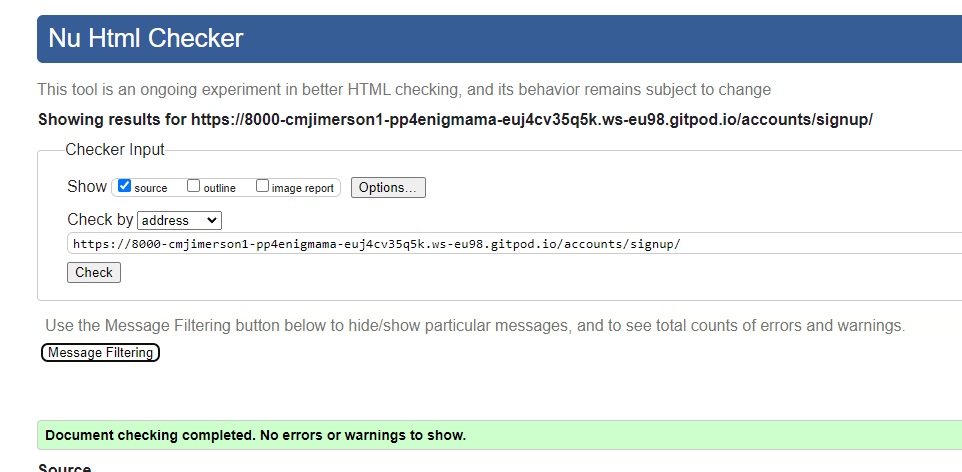 Nu Html Checker
This tool is an ongoing experiment in better HTML checking, and its behavior remains subject to change
Showing results for https://8000-cmjimerson1-pp4enigmama-euj4cv35q5k.ws-eu98.gitpod.io/accounts/signup/
Checker Input
Show source outline image report Options...
Check by address
https://8000-cmjimerson1-pp4enigmama-euj4cv35q5k.ws-eu98.gitpod.io/accounts/signup/
Check
Use the Message Filtering button below to hide/show particular messages, and to see total counts of errors and warnings.
Message Filtering
Document checking completed. No errors or warnings to show.
Source